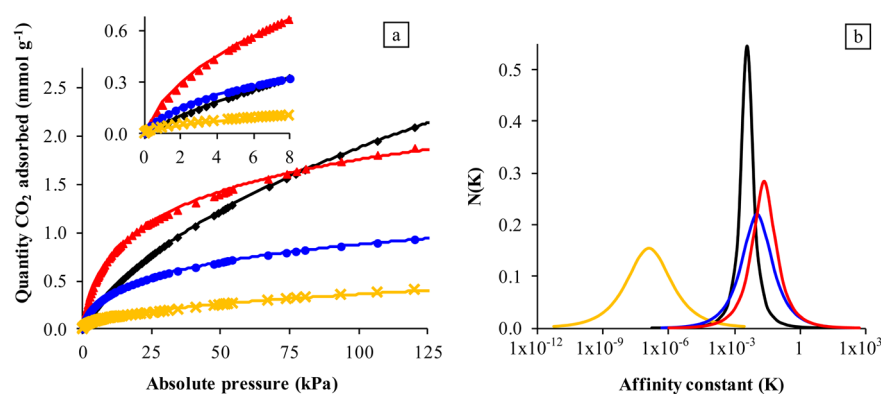 a
0.6
0.3
0.0
0 2 4 6 8
Quantity CO2 adsorbed (mmol g-1)
2.5
2.0
1.5
1.0
0.5
0.0
0 25 50 75 100 125
Absolute pressure (kPa)
b
N(K)
0.5
0.4
0.3
0.2
0.1
0.0
1x10-12 1x10-9 1x10-6 1x10-3 1 1x103
Affinity constant (K)